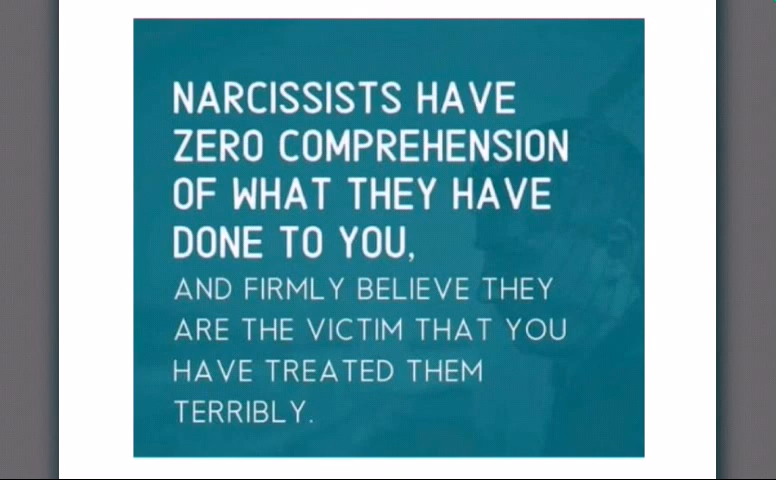 NARCISSISTS HAVE
ZERO COMPREHENSION
OF WHAT THEY HAVE
DONE TO YOU,
AND FIRMLY BELIEVE THEY
ARE THE VICTIM THAT YOU
HAVE TREATED THEM
TERRIBLY.